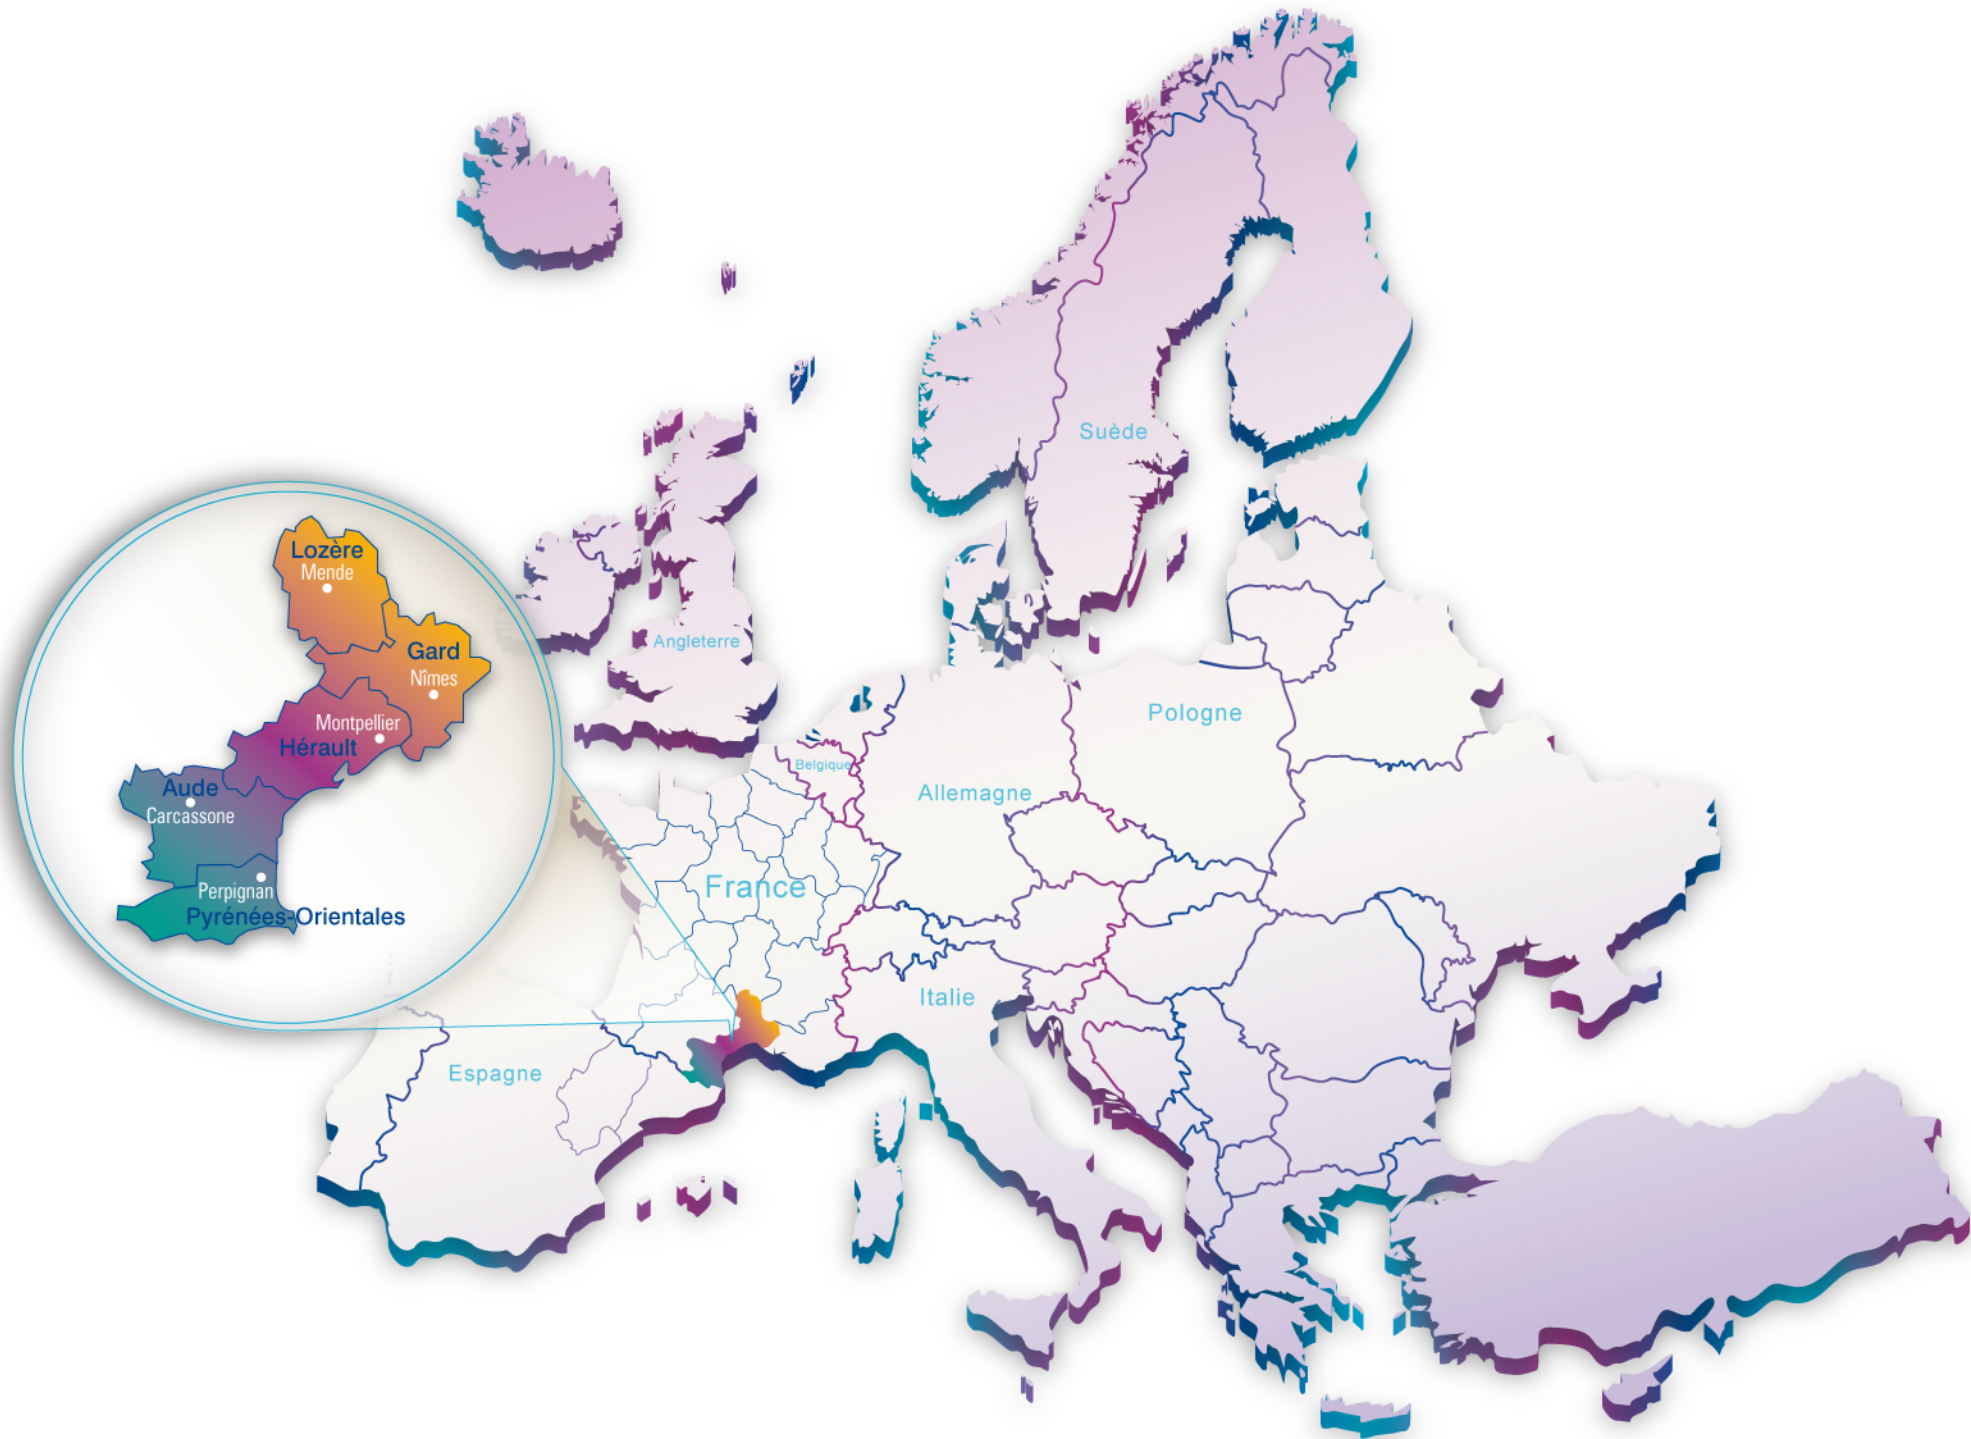 Suède
Angleterre
Pologne
Belgique
Allemagne
France
Italie
Espagne
Lozère
Mende
Gard
Nîmes
Montpellier
Hérault
Aude
Carcassone
Perpignan
Pyrénées-Orientales